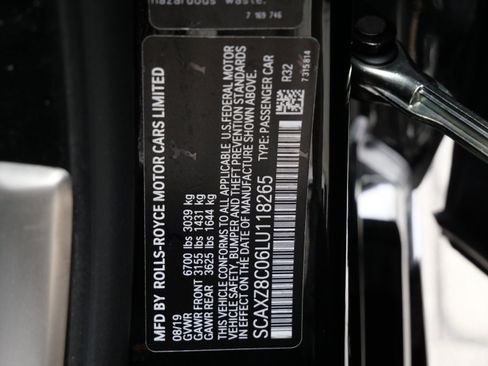 hazardous waste.
7 169 746
MFD BY ROLLS-ROYCE MOTOR CARS LIMITED
08/19
GVWR 6700 lbs 3039 kg
GAWR FRONT 3155 lbs 1431 kg
GAWR REAR 3625 lbs 1644 kg
THIS VEHICLE CONFORMS TO ALL APPLICABLE U.S.FEDERAL MOTOR
VEHICLE SAFETY, BUMPER AND THEFT PREVENTION STANDARDS
IN EFFECT ON THE DATE OF MANUFACTURE SHOWN ABOVE.
SCAXZ8C06LU118265 TYPE: PASSENGER CAR
R32
7315814